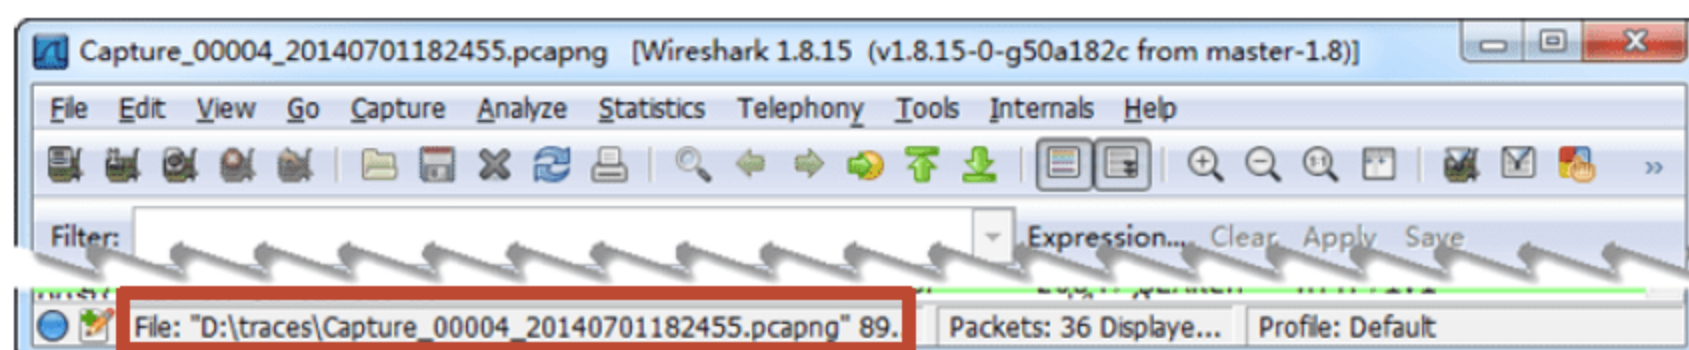 Capture_00004_20140701182455.pcapng [Wireshark 1.8.15 (v1.8.15-0-g50a182c from master-1.8)]
File Edit View Go Capture Analyze Statistics Telephony Tools Internals Help
Filter: Expression... Clear Apply Save
File: "D:\traces\Capture_00004_20140701182455.pcapng" 89... Packets: 36 Displaye... Profile: Default